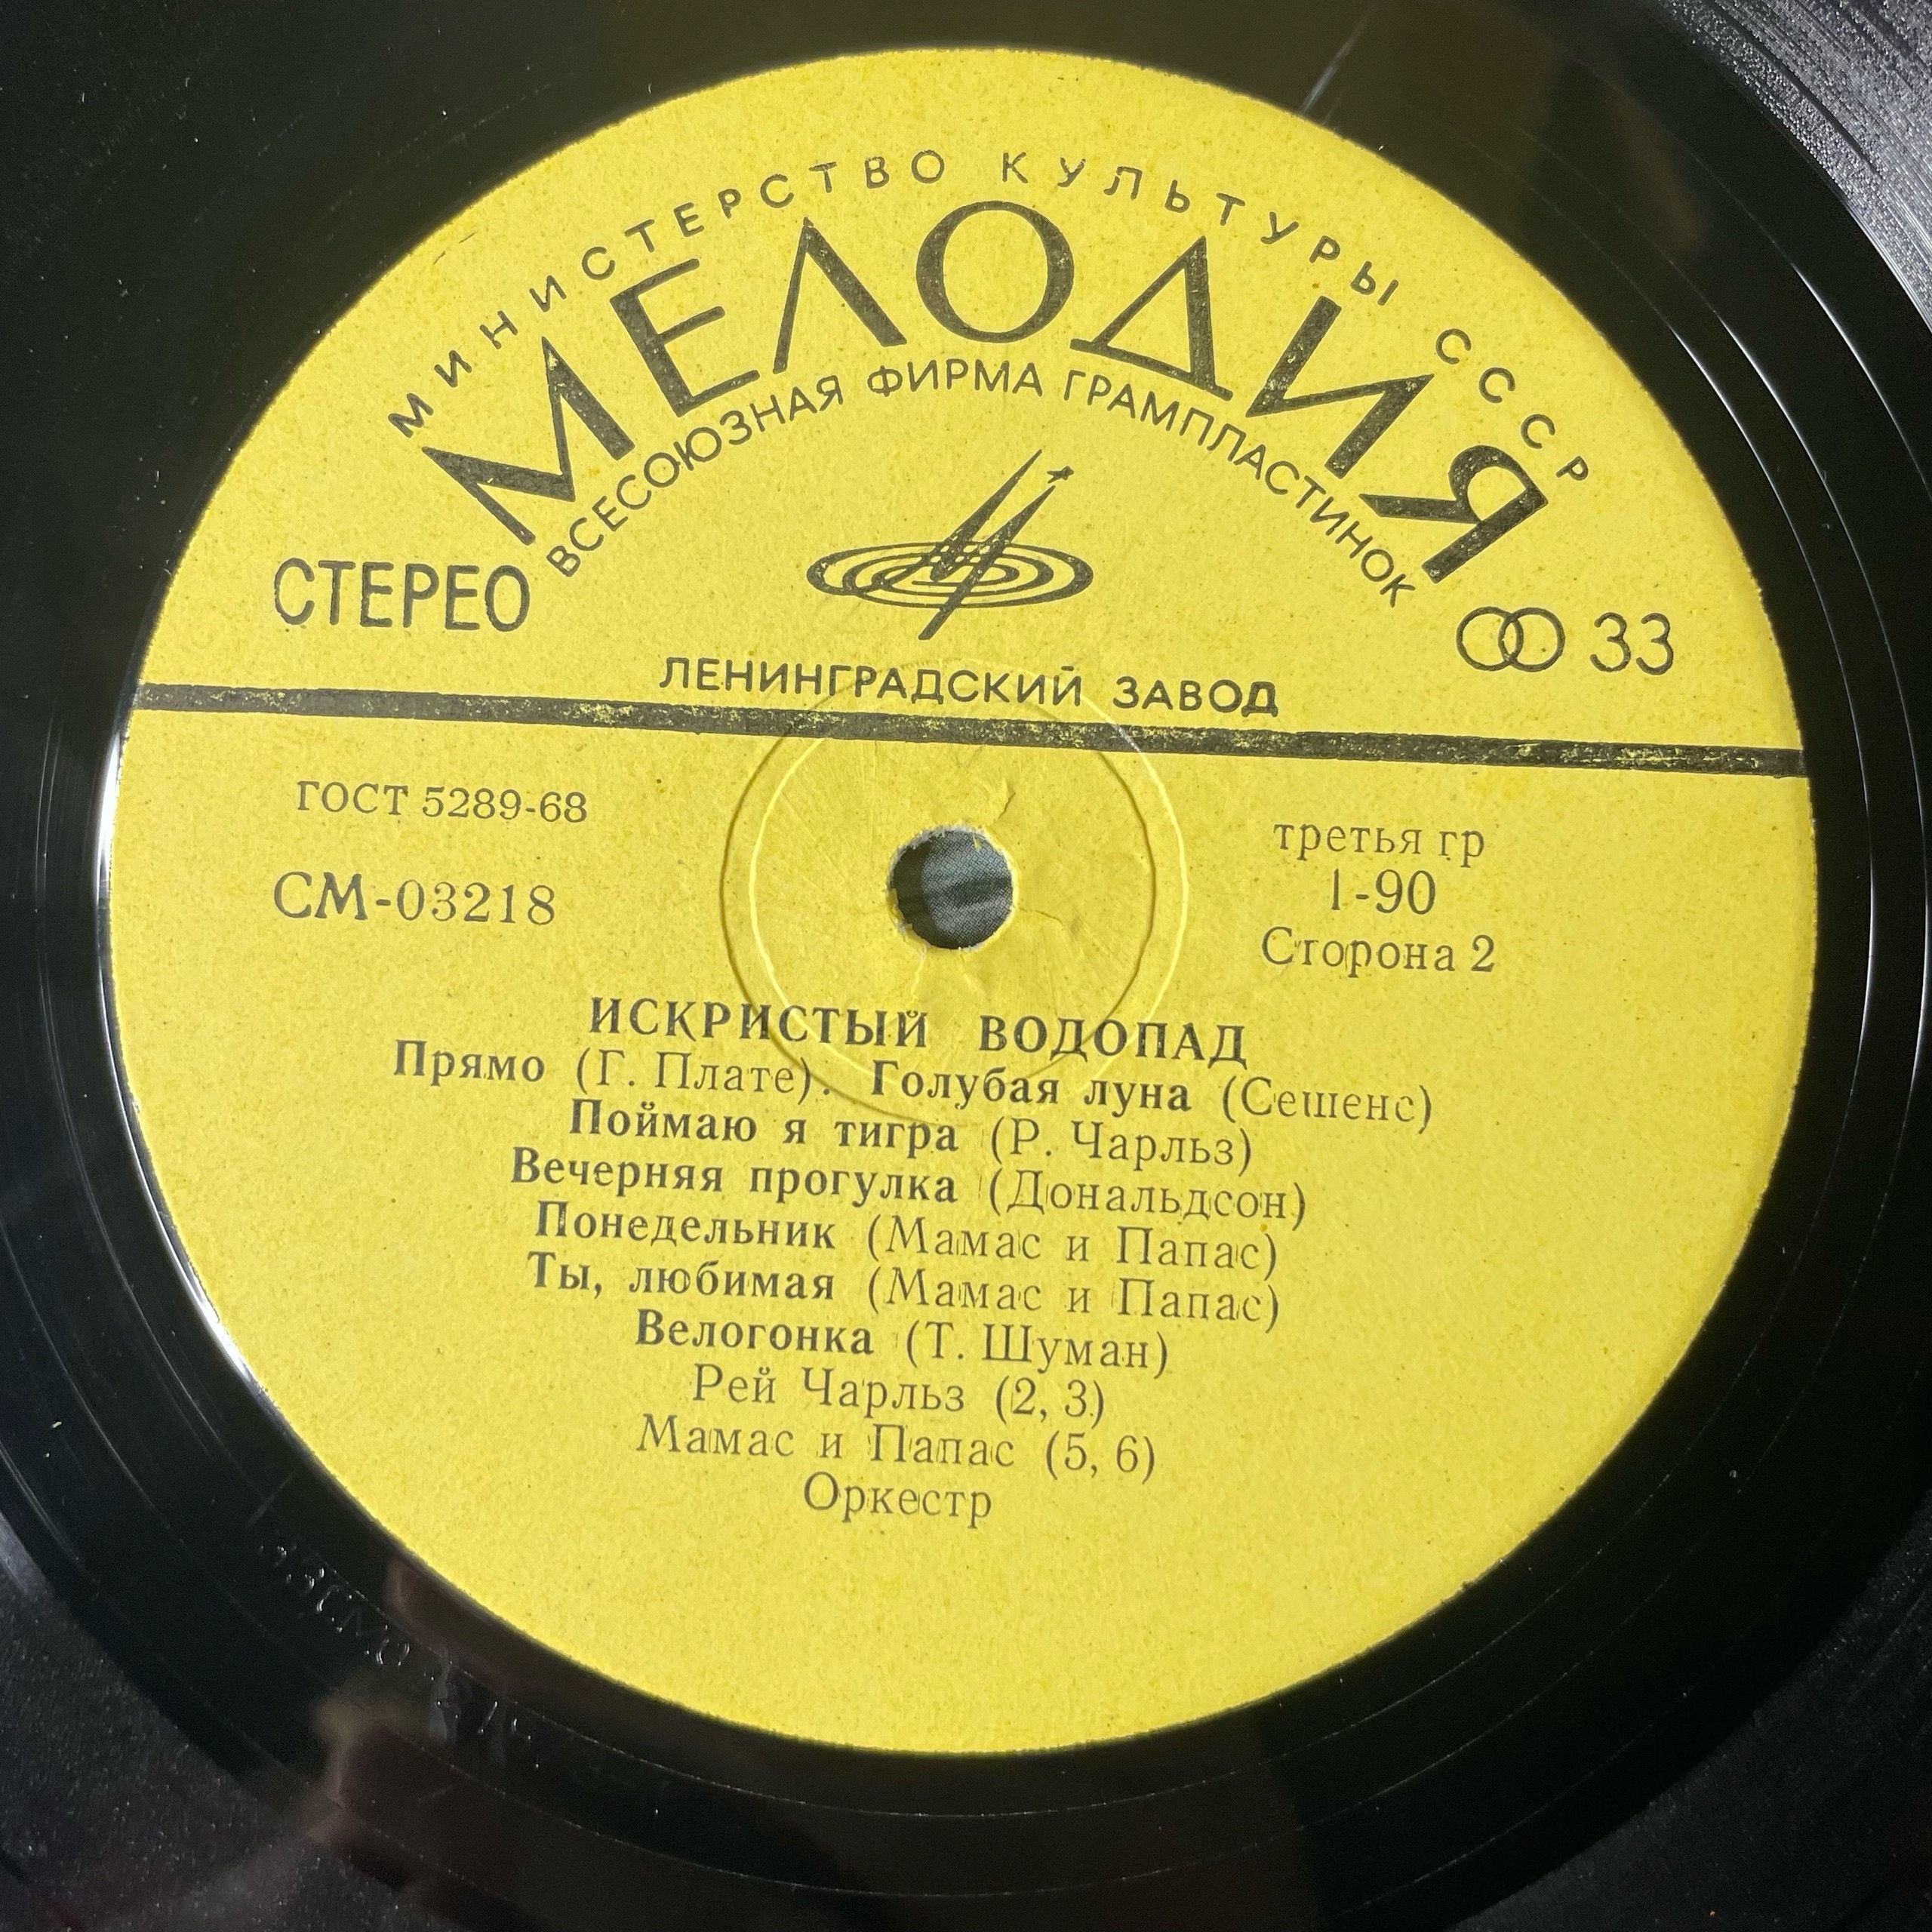 МИНИСТЕРСТВО КУЛЬТУРЫ СССР
МЕЛОДИЯ
ВСЕСОЮЗНАЯ ФИРМА ГРАМПЛАСТИНОК
СТЕРЕО
33
ЛЕНИНГРАДСКИЙ ЗАВОД
ГОСТ 5289-68
третья гр
СМ-03218
1-90
Сторона 2
ИСКРИСТЫЙ ВОДОПАД
Прямо (Г. Плате). Голубая луна (Сешенс)
Поймаю я тигра (Р. Чарльз)
Вечерняя прогулка (Дональдсон)
Понедельник (Мамас и Папас)
Ты, любимая (Мамас и Папас)
Велогонка (Т. Шуман)
Рей Чарльз (2, 3)
Мамас и Папас (5, 6)
Оркестр